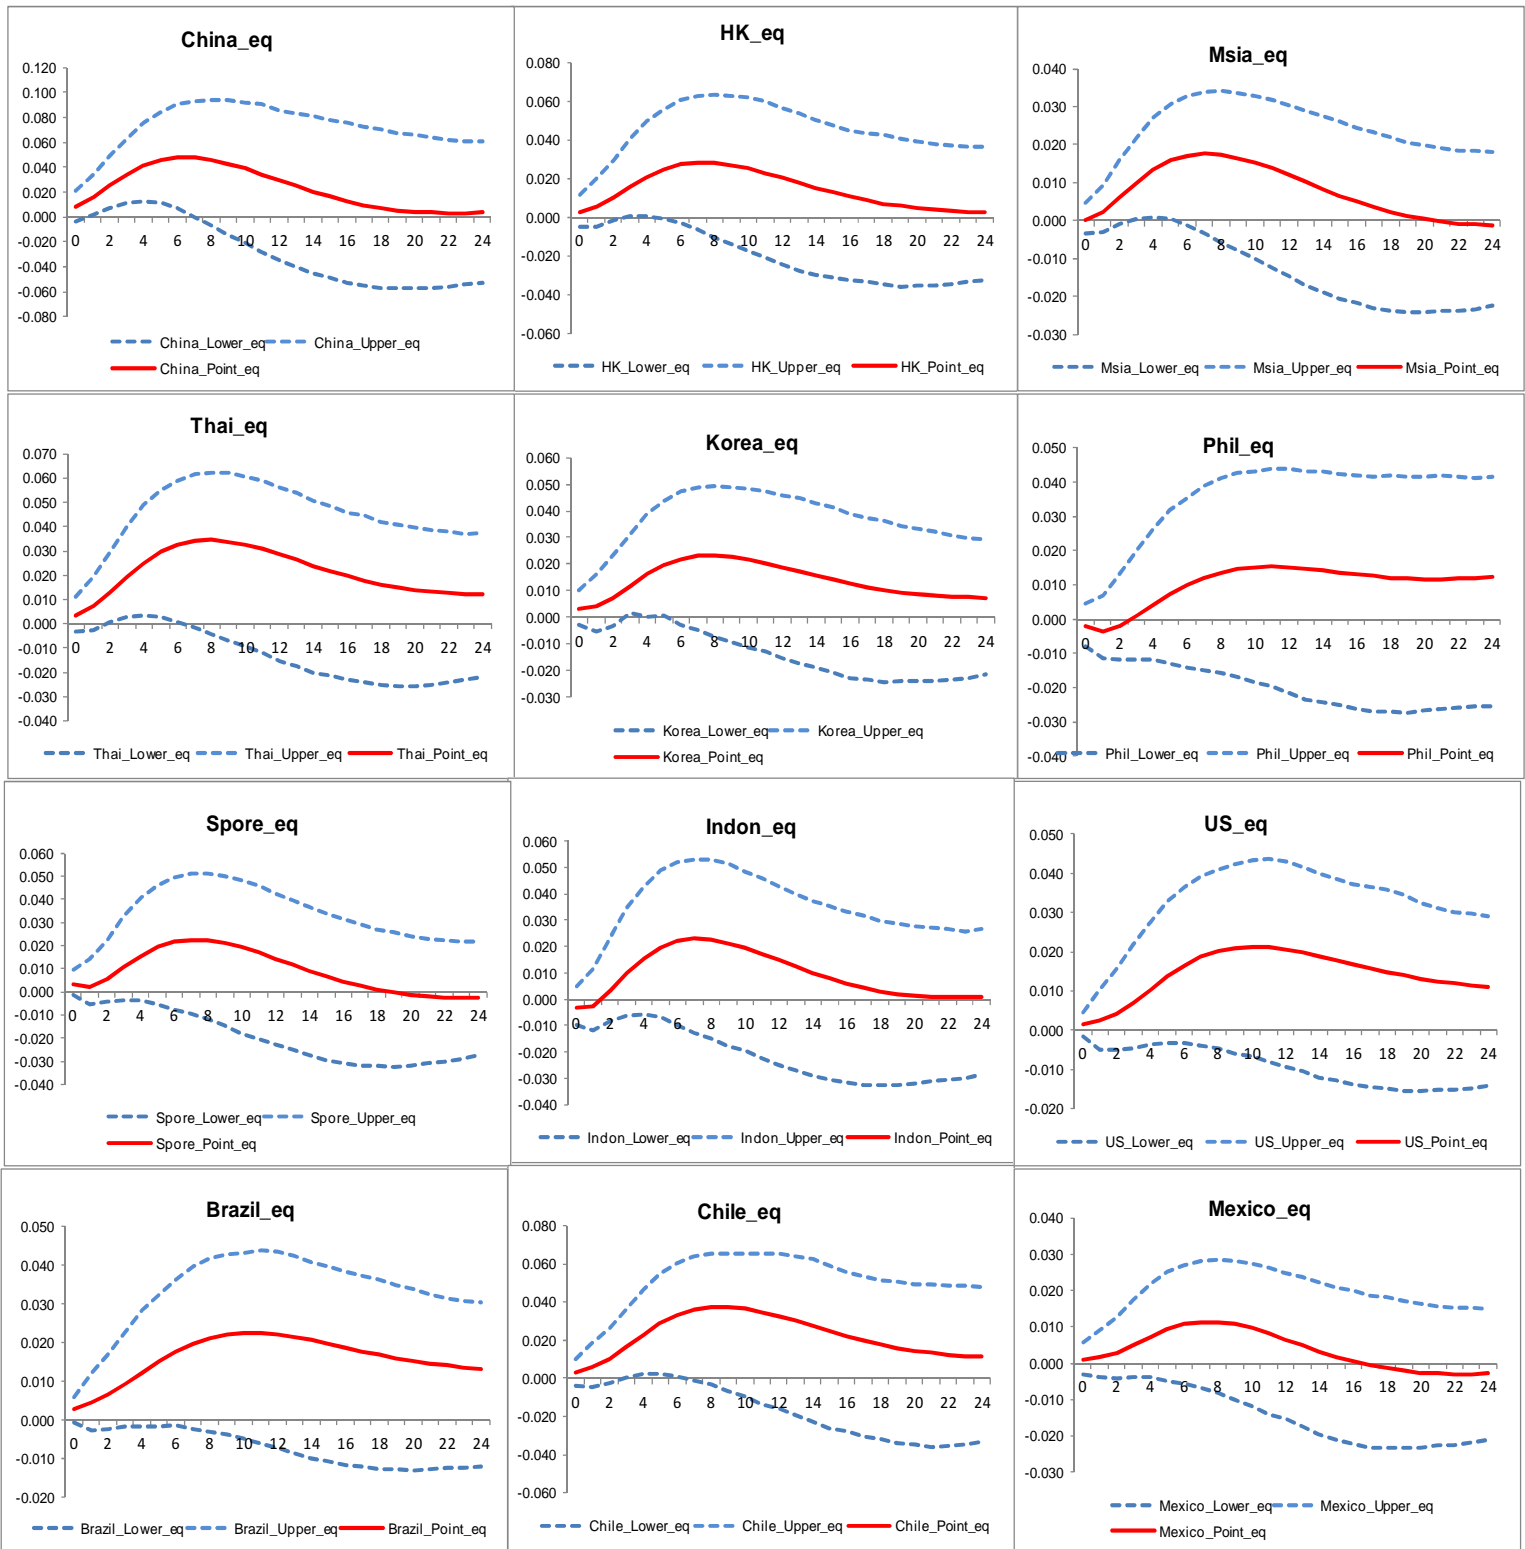 China_eq
0.120
0.100
0.080
0.060
0.040
0.020
0.000
-0.020
-0.040
-0.060
-0.080
0 2 4 6 8 10 12 14 16 18 20 22 24
China_Lower_eq China_Upper_eq
China_Point_eq
HK_eq
0.080
0.060
0.040
0.020
0.000
-0.020
-0.040
-0.060
0 2 4 6 8 10 12 14 16 18 20 22 24
HK_Lower_eq HK_Upper_eq HK_Point_eq
Msia_eq
0.040
0.030
0.020
0.010
0.000
-0.010
-0.020
-0.030
0 2 4 6 8 10 12 14 16 18 20 22 24
Msia_Lower_eq Msia_Upper_eq Msia_Point_eq
Thai_eq
0.070
0.060
0.050
0.040
0.030
0.020
0.010
0.000
-0.010
-0.020
-0.030
-0.040
0 2 4 6 8 10 12 14 16 18 20 22 24
Thai_Lower_eq Thai_Upper_eq Thai_Point_eq
Korea_eq
0.060
0.050
0.040
0.030
0.020
0.010
0.000
-0.010
-0.020
-0.030
0 2 4 6 8 10 12 14 16 18 20 22 24
Korea_Lower_eq Korea_Upper_eq
Korea_Point_eq
Phil_eq
0.050
0.040
0.030
0.020
0.010
0.000
-0.010
-0.020
-0.030
-0.040
0 2 4 6 8 10 12 14 16 18 20 22 24
Phil_Lower_eq Phil_Upper_eq Phil_Point_eq
Spore_eq
0.060
0.050
0.040
0.030
0.020
0.010
0.000
-0.010
-0.020
-0.030
-0.040
0 2 4 6 8 10 12 14 16 18 20 22 24
Spore_Lower_eq Spore_Upper_eq
Spore_Point_eq
Indon_eq
0.060
0.050
0.040
0.030
0.020
0.010
0.000
-0.010
-0.020
-0.030
-0.040
0 2 4 6 8 10 12 14 16 18 20 22 24
Indon_Lower_eq Indon_Upper_eq Indon_Point_eq
US_eq
0.050
0.040
0.030
0.020
0.010
0.000
-0.010
-0.020
0 2 4 6 8 10 12 14 16 18 20 22 24
US_Lower_eq US_Upper_eq US_Point_eq
Brazil_eq
0.050
0.040
0.030
0.020
0.010
0.000
-0.010
-0.020
0 2 4 6 8 10 12 14 16 18 20 22 24
Brazil_Lower_eq Brazil_Upper_eq Brazil_Point_eq
Chile_eq
0.080
0.060
0.040
0.020
0.000
-0.020
-0.040
-0.060
0 2 4 6 8 10 12 14 16 18 20 22 24
Chile_Lower_eq Chile_Upper_eq Chile_Point_eq
Mexico_eq
0.040
0.030
0.020
0.010
0.000
-0.010
-0.020
-0.030
0 2 4 6 8 10 12 14 16 18 20 22 24
Mexico_Lower_eq Mexico_Upper_eq
Mexico_Point_eq